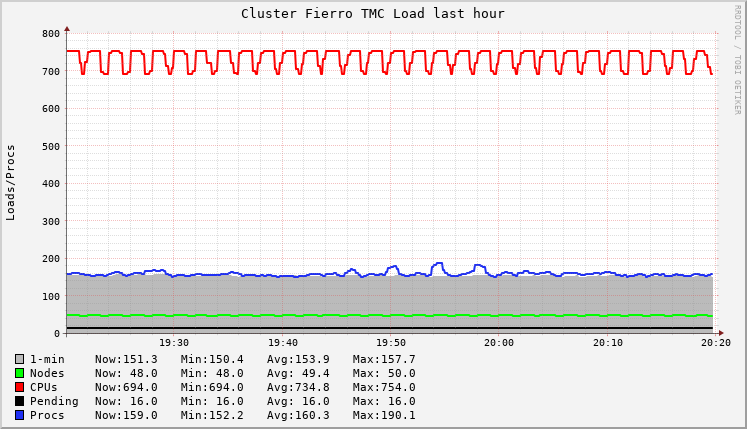 Cluster Fierro TMC Load last hour
RRDTOOL / TOBI OETIKER
Loads/Procs
800
700
600
500
400
300
200
100
0
19:30 19:40 19:50 20:00 20:10 20:20
1-min Now:151.3 Min:150.4 Avg:153.9 Max:157.7
Nodes Now: 48.0 Min: 48.0 Avg: 49.4 Max: 50.0
CPUs Now:694.0 Min:694.0 Avg:734.8 Max:754.0
Pending Now: 16.0 Min: 16.0 Avg: 16.0 Max: 16.0
Procs Now:159.0 Min:152.2 Avg:160.3 Max:190.1